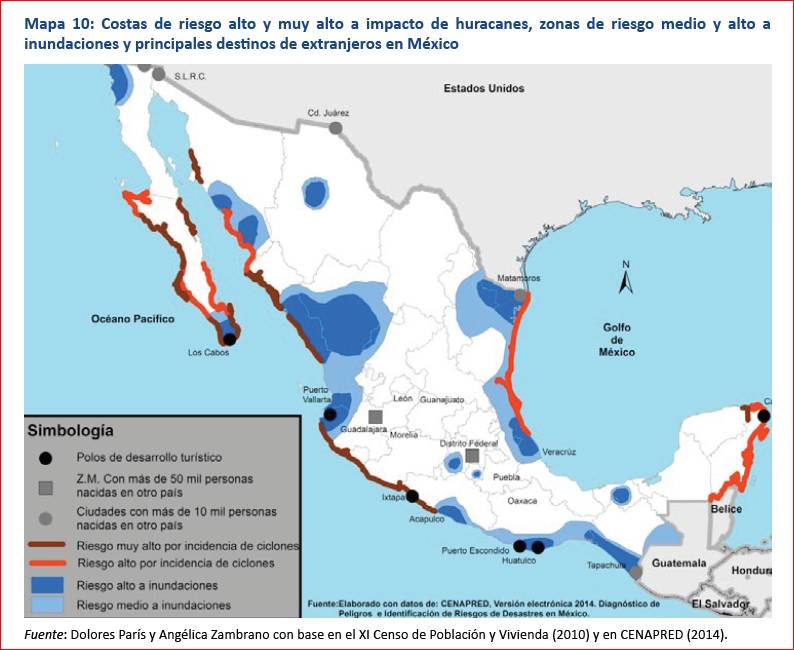 Mapa 10: Costas de riesgo alto y muy alto a impacto de huracanes, zonas de riesgo medio y alto a
inundaciones y principales destinos de extranjeros en México
S.L.R.C.
Estados Unidos
Cd. Juárez
Matamoros
N
Océano Pacifico
Golfo
de
México
Los Cabos
Puerto
Vallarta
León
Guanajuato
Ca
Guadalajara
Morelia
Distrito Federal
Veracrúz
Puebla
Ixtapa
Oaxaca
Acapulco
Belice
Puerto Escondido
Huatulco
Tapachula
Guatemala
Hondur
El Salvador
Simbología
Polos de desarrollo turístico
Z.M. Con más de 50 mil personas
nacidas en otro país
Ciudades con más de 10 mil personas
nacidas en otro país
Riesgo muy alto por incidencia de ciclones
Riesgo alto por incidencia de ciclones
Riesgo alto a inundaciones
Riesgo medio a inundaciones
Fuente:Elaborado con datos de: CENAPRED, Versión electrónica 2014. Diagnóstico de
Peligros e Identificación de Riesgos de Desastres en México.
Fuente: Dolores París y Angélica Zambrano con base en el XI Censo de Población y Vivienda (2010) y en CENAPRED (2014).